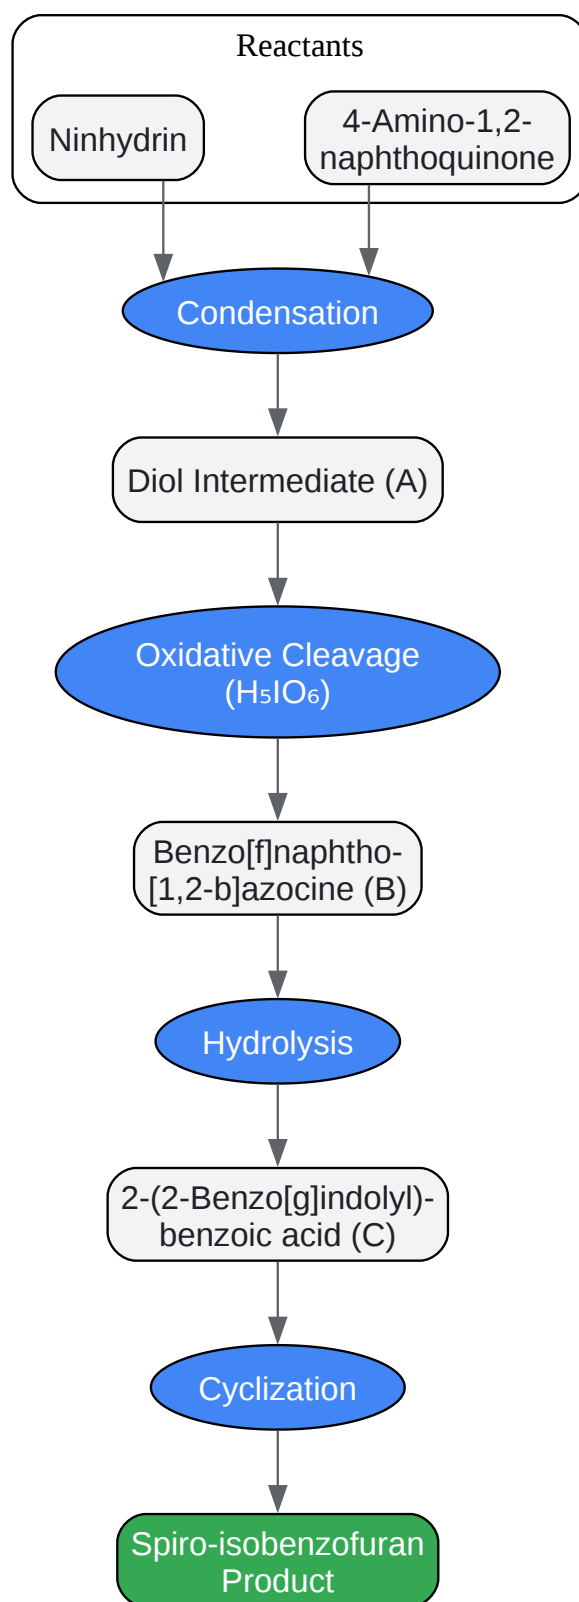 Reactants
Ninhydrin
4-Amino-1,2-
naphthoquinone
Condensation
Diol Intermediate (A)
Oxidative Cleavage
(H₅IO₆)
Benzo[f]naphtho-
[1,2-b]azocine (B)
Hydrolysis
2-(2-Benzo[g]indolyl)-
benzoic acid (C)
Cyclization
Spiro-isobenzofuran
Product